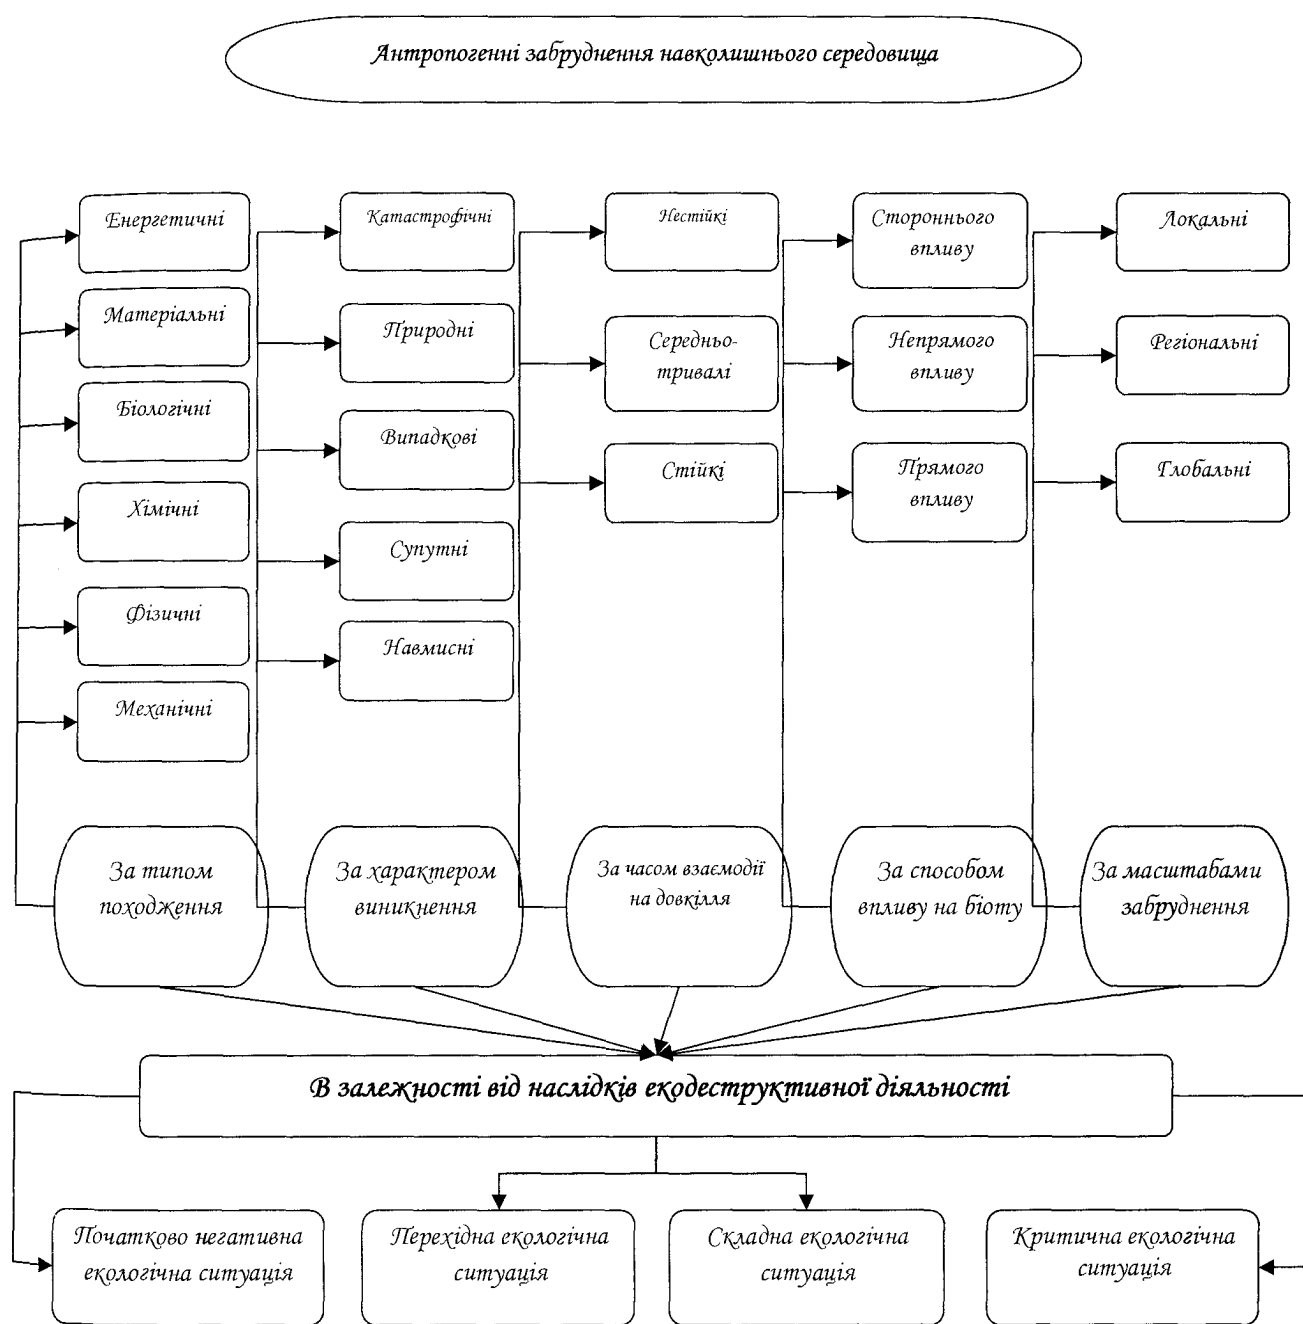 Антропогенні забруднення навколишнього середовища
Енергетичні
Матеріальні
Біологічні
Хімічні
Фізичні
Механічні
Катастрофічні
Природні
Випадкові
Супутні
Навмисні
Нестійкі
Середньо-
тривалі
Стійкі
Стороннього
впливу
Непрямого
впливу
Прямого
впливу
Локальні
Регіональні
Глобальні
За типом
походження
За характером
виникнення
За часом взаємодії
на довкілля
За способом
впливу на біоту
За масштабами
забруднення
В залежності від наслідків екодеструктивної діяльності
Початково негативна
екологічна ситуація
Перехідна екологічна
ситуація
Складна екологічна
ситуація
Критична екологічна
ситуація